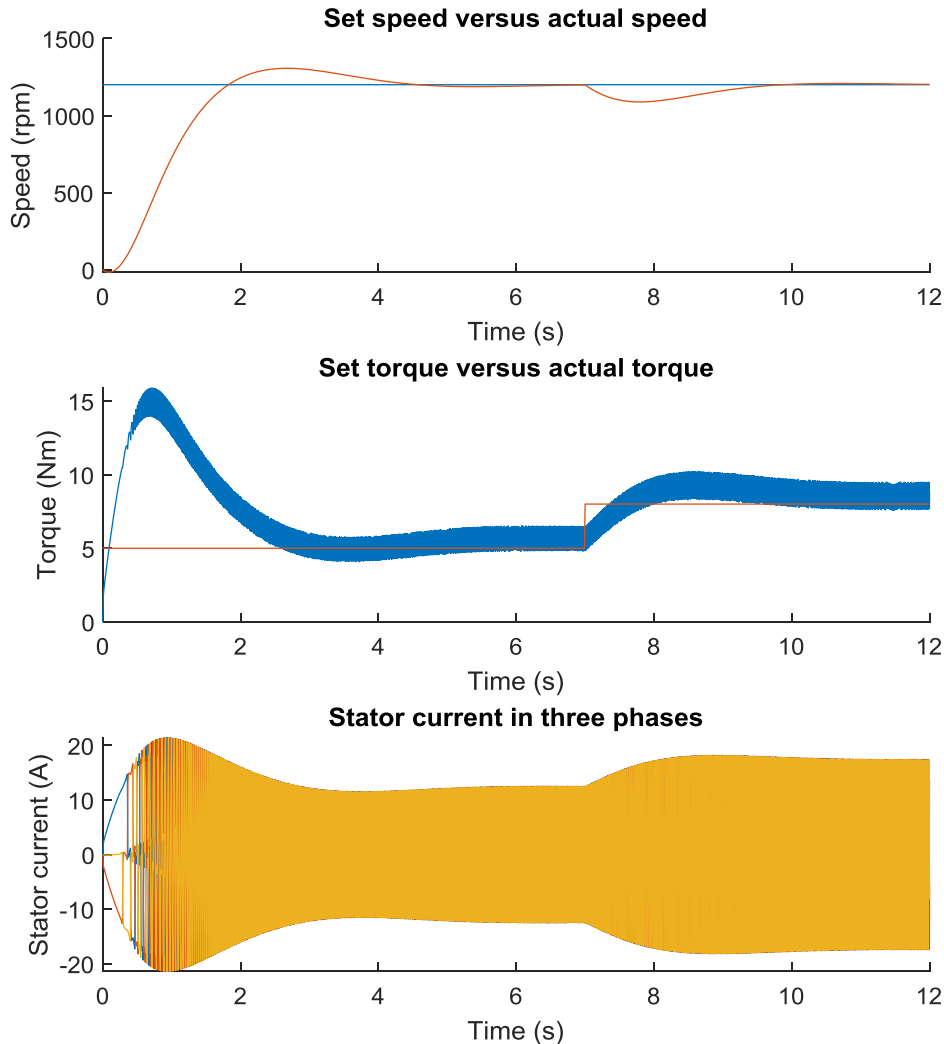 Set speed versus actual speed
Speed (rpm)
1500
1000
500
0
0 2 4 6 8 10 12
Time (s)
Set torque versus actual torque
Torque (Nm)
15
10
5
0
0 2 4 6 8 10 12
Time (s)
Stator current in three phases
Stator current (A)
20
10
0
-10
-20
0 2 4 6 8 10 12
Time (s)